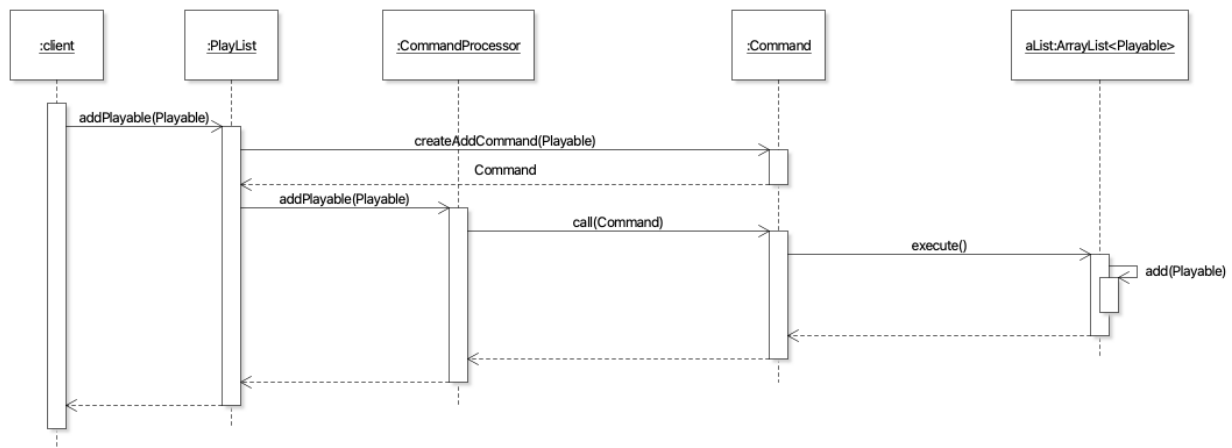 :client
:PlayList
:CommandProcessor
:Command
aList:ArrayList<Playable>
addPlayable(Playable)
createAddCommand(Playable)
Command
addPlayable(Playable)
call(Command)
execute()
add(Playable)